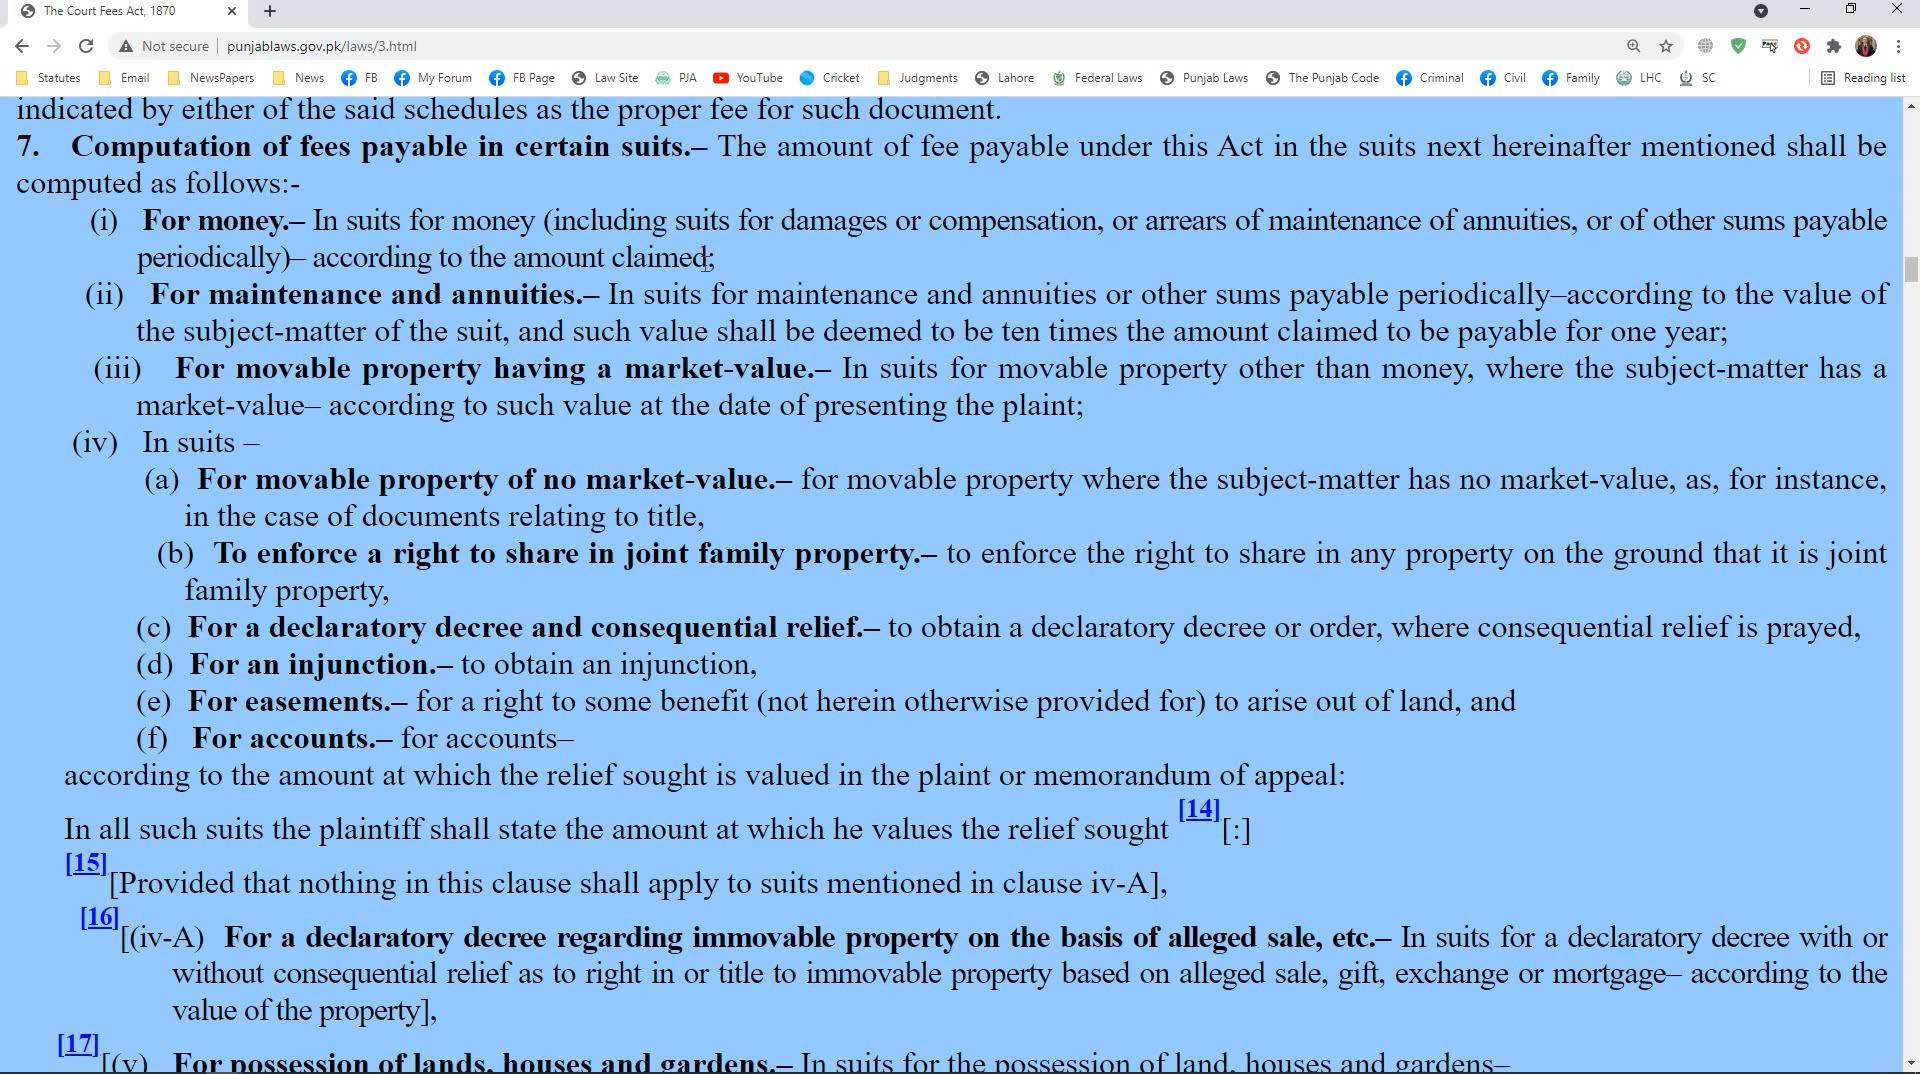 The Court Fees Act, 1870
Not secure | punjablaws.gov.pk/laws/3.html
Statutes Email NewsPapers News FB My Forum FB Page Law Site PJA YouTube Cricket Judgments Lahore Federal Laws Punjab Laws The Punjab Code Criminal Civil Family LHC SC Reading list
indicated by either of the said schedules as the proper fee for such document.
7. Computation of fees payable in certain suits.– The amount of fee payable under this Act in the suits next hereinafter mentioned shall be
computed as follows:-
(i) For money.– In suits for money (including suits for damages or compensation, or arrears of maintenance of annuities, or of other sums payable
periodically)– according to the amount claimed;
(ii) For maintenance and annuities.– In suits for maintenance and annuities or other sums payable periodically–according to the value of
the subject-matter of the suit, and such value shall be deemed to be ten times the amount claimed to be payable for one year;
(iii) For movable property having a market-value.– In suits for movable property other than money, where the subject-matter has a
market-value– according to such value at the date of presenting the plaint;
(iv) In suits –
(a) For movable property of no market-value.– for movable property where the subject-matter has no market-value, as, for instance,
in the case of documents relating to title,
(b) To enforce a right to share in joint family property.– to enforce the right to share in any property on the ground that it is joint
family property,
(c) For a declaratory decree and consequential relief.– to obtain a declaratory decree or order, where consequential relief is prayed,
(d) For an injunction.– to obtain an injunction,
(e) For easements.– for a right to some benefit (not herein otherwise provided for) to arise out of land, and
(f) For accounts.– for accounts–
according to the amount at which the relief sought is valued in the plaint or memorandum of appeal:
In all such suits the plaintiff shall state the amount at which he values the relief sought [14][:]
[15][Provided that nothing in this clause shall apply to suits mentioned in clause iv-A],
[16][(iv-A) For a declaratory decree regarding immovable property on the basis of alleged sale, etc.– In suits for a declaratory decree with or
without consequential relief as to right in or title to immovable property based on alleged sale, gift, exchange or mortgage– according to the
value of the property],
[17][(v) For possession of lands, houses and gardens.– In suits for the possession of land, houses and gardens–